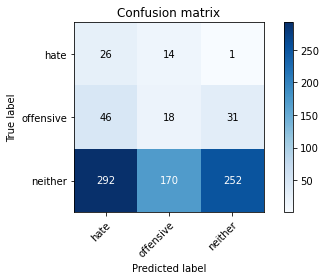 Confusion matrix
hate 26 14 1
offensive 46 18 31
neither 292 170 252
hate offensive neither
True label
Predicted label
250
200
150
100
50